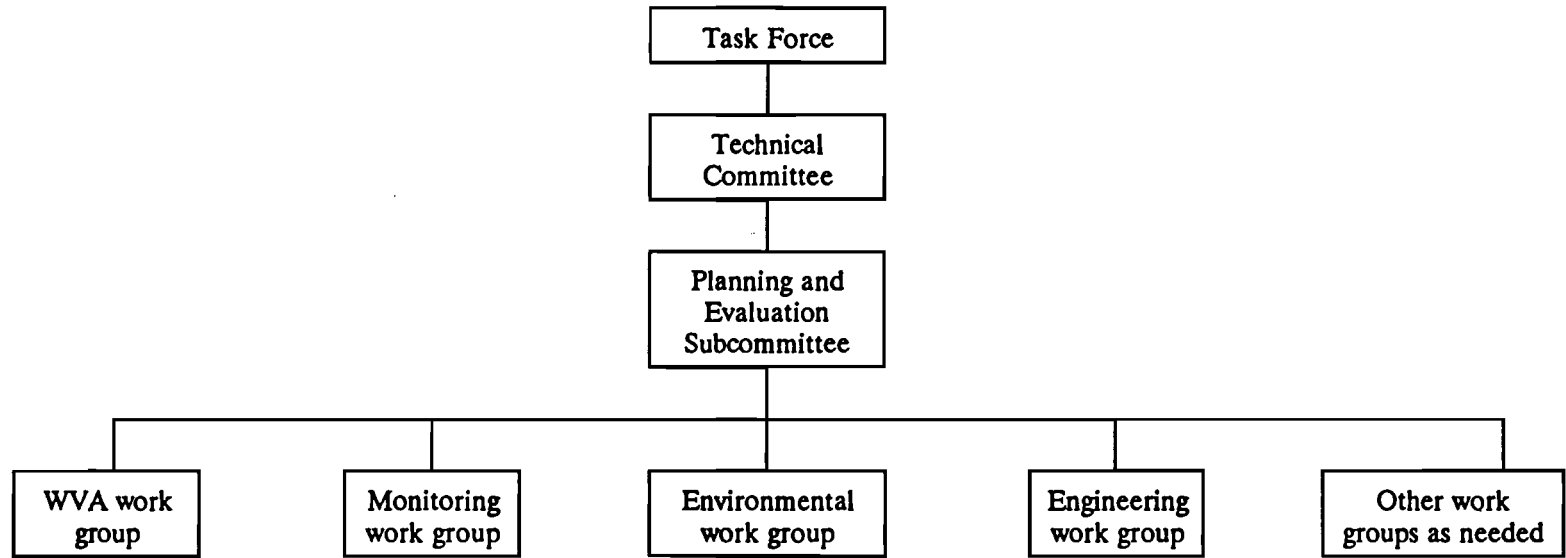 Task Force
Technical
Committee
Planning and
Evaluation
Subcommittee
WVA work
group
Monitoring
work group
Environmental
work group
Engineering
work group
Other work
groups as needed